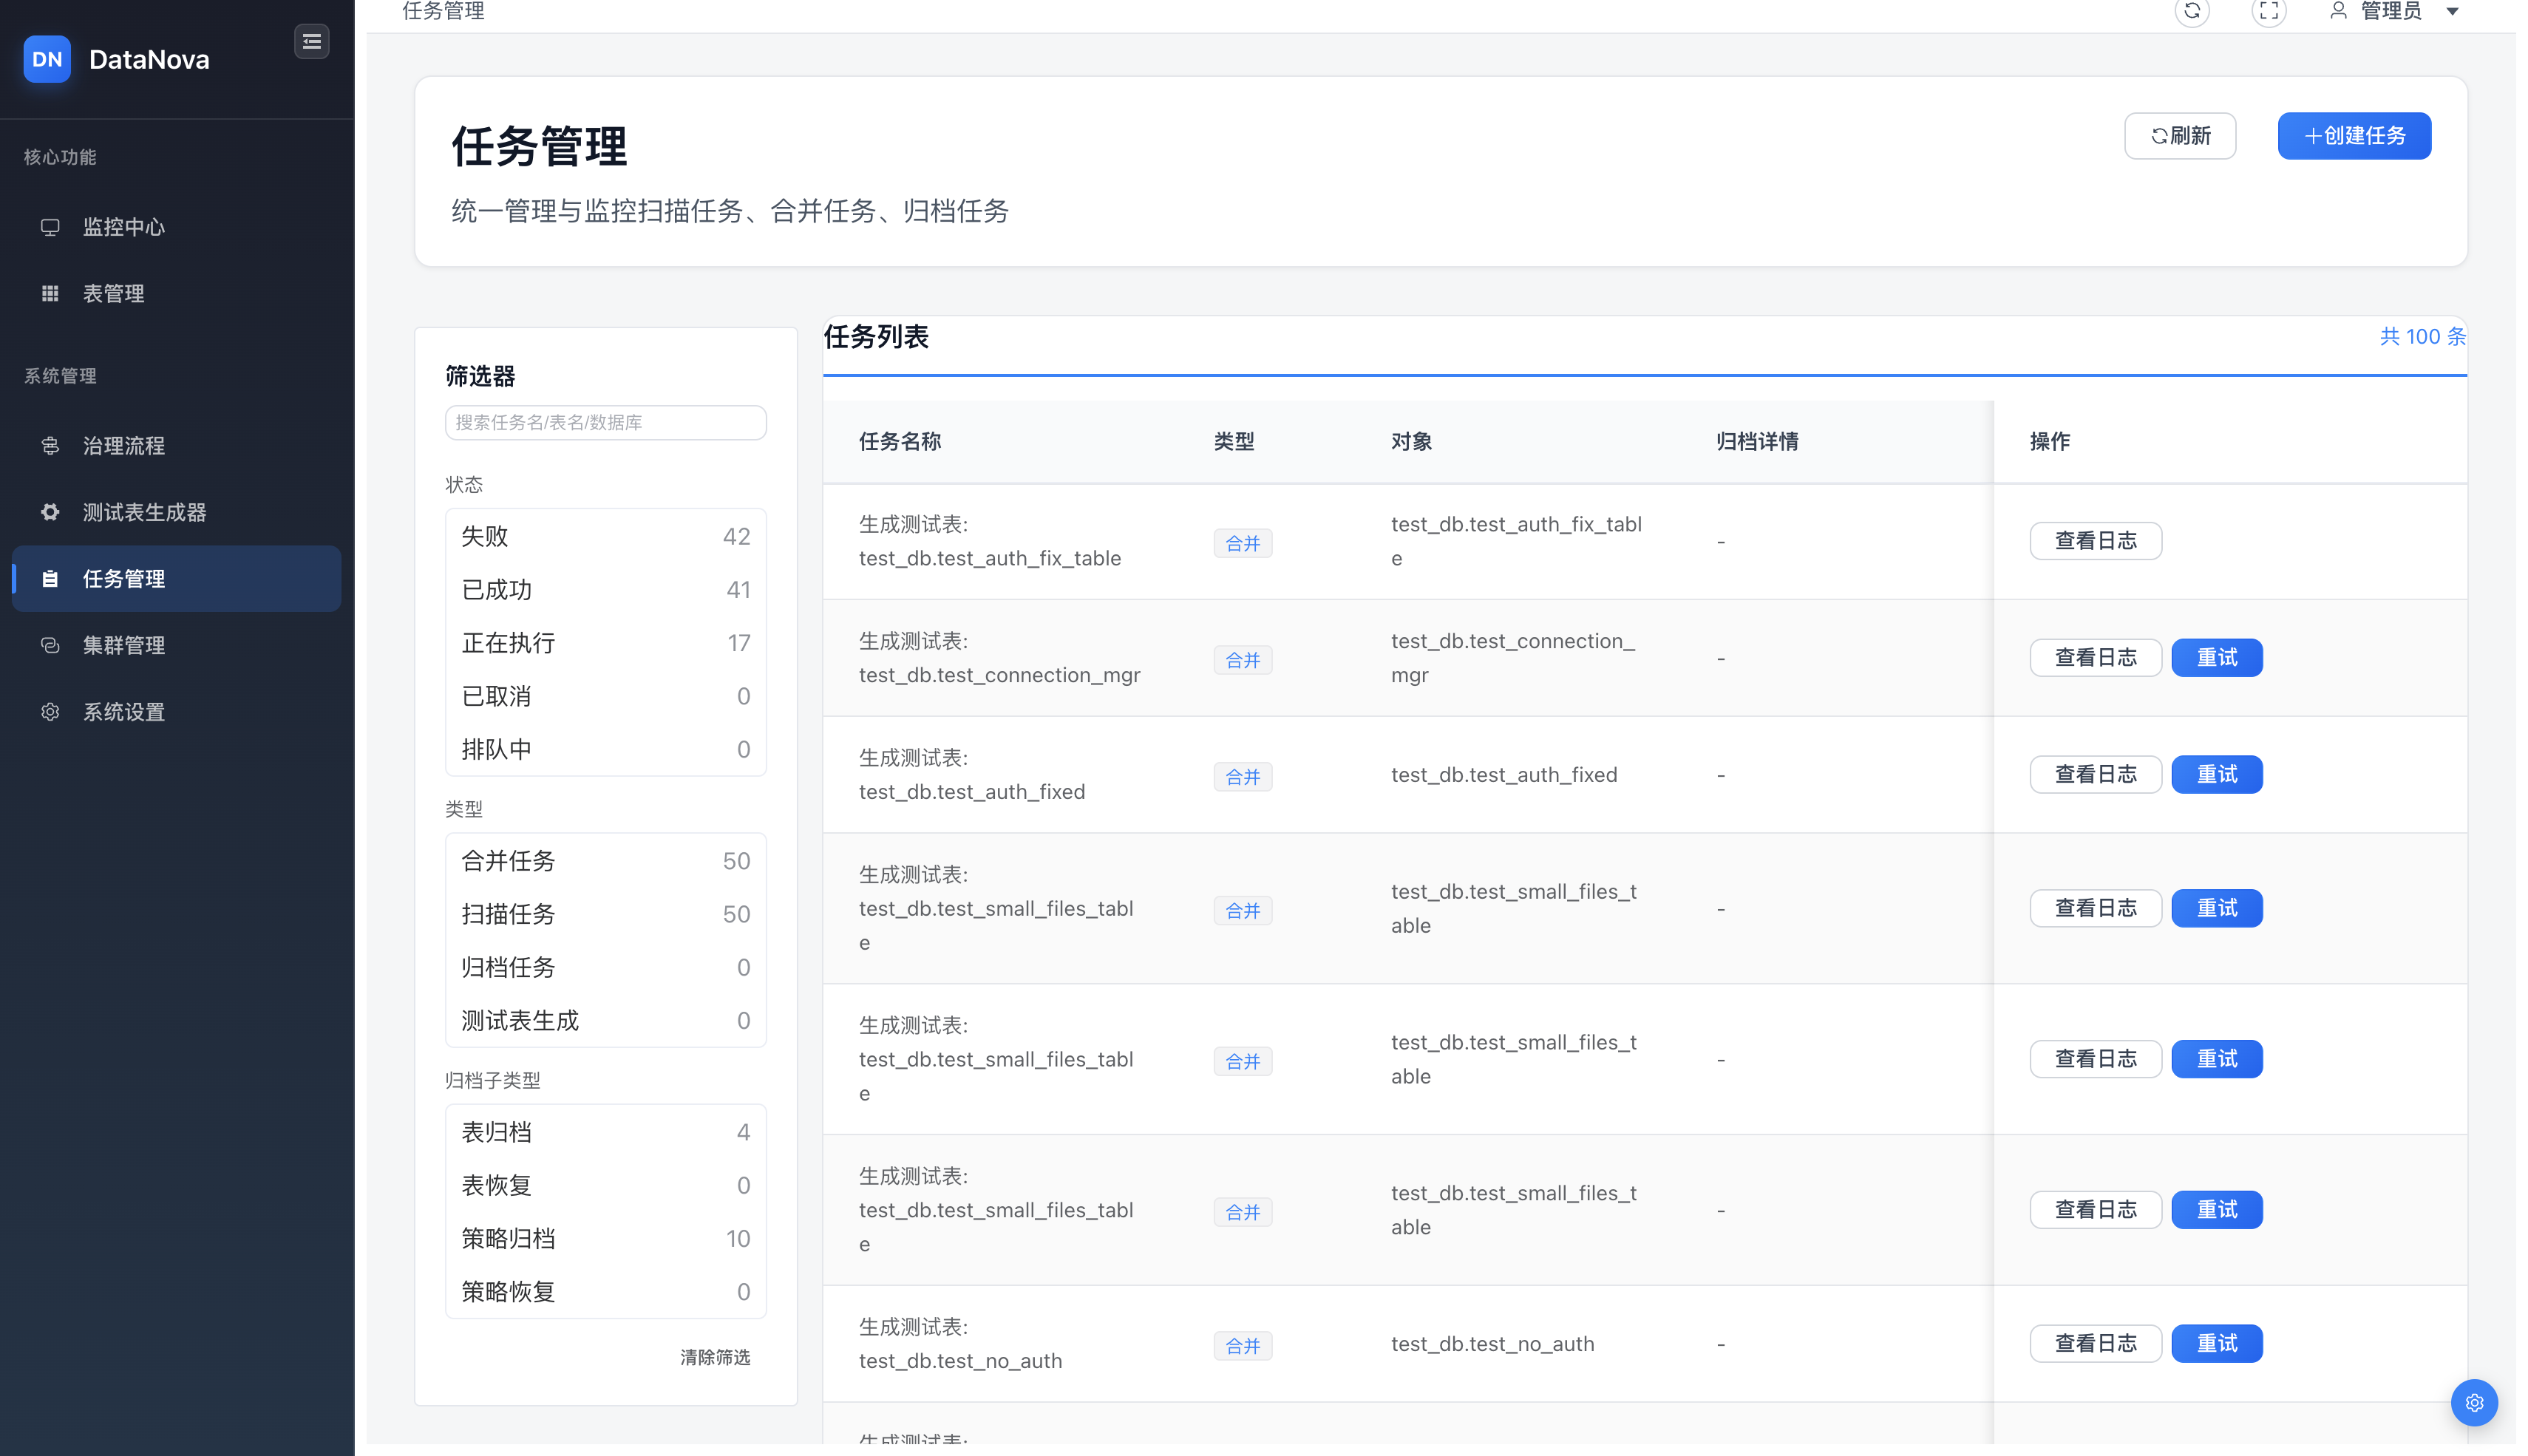 DN DataNova
核心功能
监控中心
表管理
系统管理
治理流程
测试表生成器
任务管理
集群管理
系统设置
任务管理
管理员
任务管理
统一管理与监控扫描任务、合并任务、归档任务
刷新
创建任务
筛选器
搜索任务名/表名/数据库
状态
失败 42
已成功 41
正在执行 17
已取消 0
排队中 0
类型
合并任务 50
扫描任务 50
归档任务 0
测试表生成 0
归档子类型
表归档 4
表恢复 0
策略归档 10
策略恢复 0
清除筛选
任务列表 共 100 条
任务名称 类型 对象 归档详情 操作
生成测试表:
test_db.test_auth_fix_table
合并
test_db.test_auth_fix_tabl
e
-
查看日志
生成测试表:
test_db.test_connection_mgr
合并
test_db.test_connection_
mgr
-
查看日志 重试
生成测试表:
test_db.test_auth_fixed
合并
test_db.test_auth_fixed
-
查看日志 重试
生成测试表:
test_db.test_small_files_tabl
e
合并
test_db.test_small_files_t
able
-
查看日志 重试
生成测试表:
test_db.test_small_files_tabl
e
合并
test_db.test_small_files_t
able
-
查看日志 重试
生成测试表:
test_db.test_small_files_tabl
e
合并
test_db.test_small_files_t
able
-
查看日志 重试
生成测试表:
test_db.test_no_auth
合并
test_db.test_no_auth
-
查看日志 重试
生成测试表: